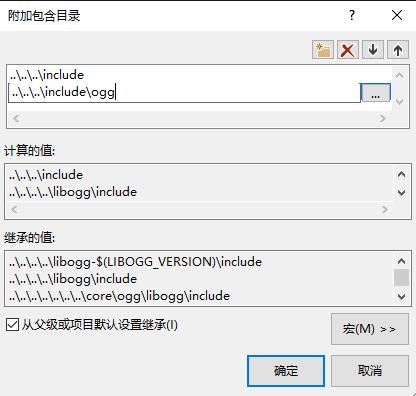 附加包含目录
? ×
..\..\..\include
..\..\..\include\ogg
...
计算的值:
..\..\..\include
..\..\..\..\libogg\include
继承的值:
..\..\..\..\libogg-$(LIBOGG_VERSION)\include
..\..\..\..\libogg\include
..\..\..\..\..\..\..\core\ogg\libogg\include
从父级或项目默认设置继承(I)
宏(M) >>
确定
取消